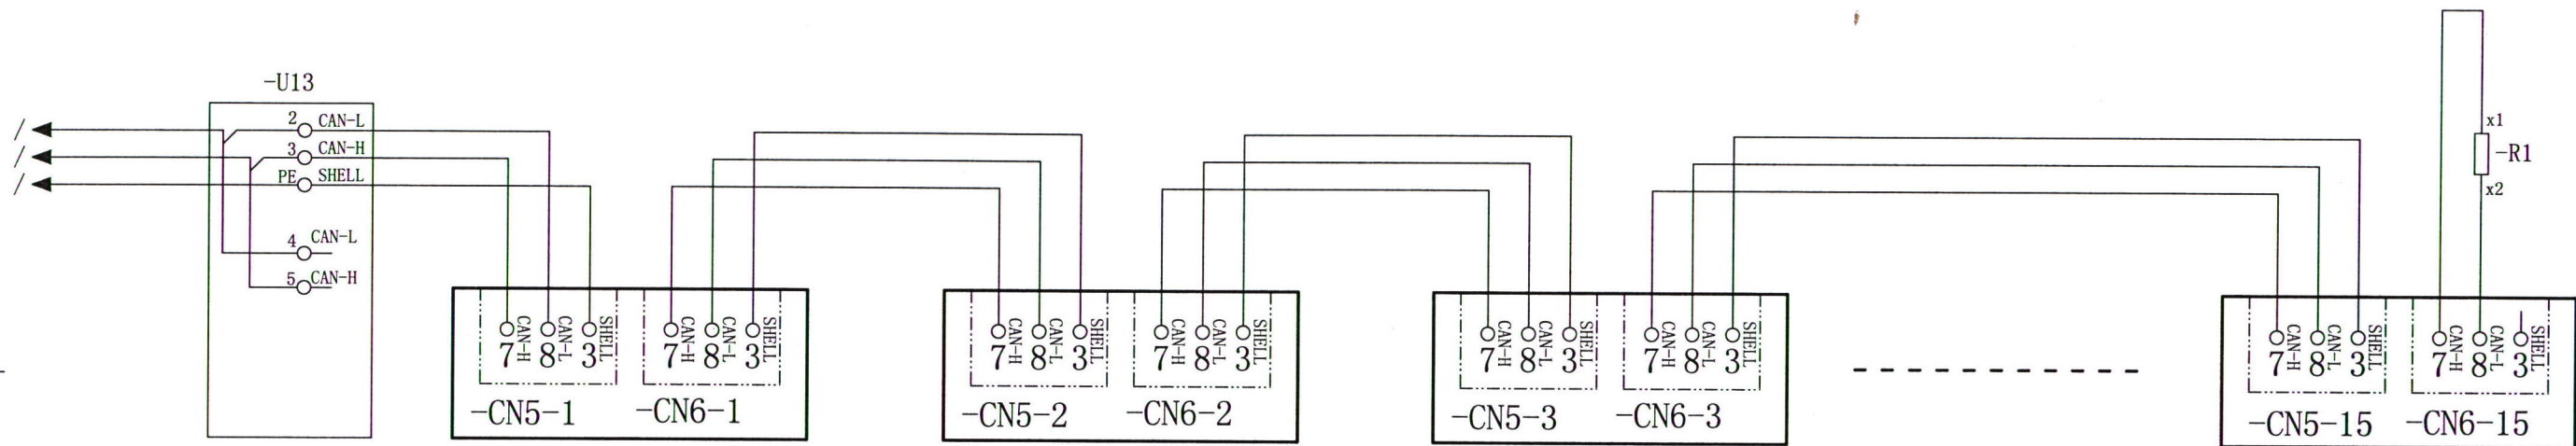 -U13
/
/
/
2 CAN-L
3 CAN-H
PE SHELL
4 CAN-L
5 CAN-H
7 CAN-H 8 CAN-L 3 SHELL
-CN5-1
7 CAN-H 8 CAN-L 3 SHELL
-CN6-1
7 CAN-H 8 CAN-L 3 SHELL
-CN5-2
7 CAN-H 8 CAN-L 3 SHELL
-CN6-2
7 CAN-H 8 CAN-L 3 SHELL
-CN5-3
7 CAN-H 8 CAN-L 3 SHELL
-CN6-3
7 CAN-H 8 CAN-L 3 SHELL
-CN5-15
7 CAN-H 8 CAN-L 3 SHELL
-CN6-15
x1
-R1
x2